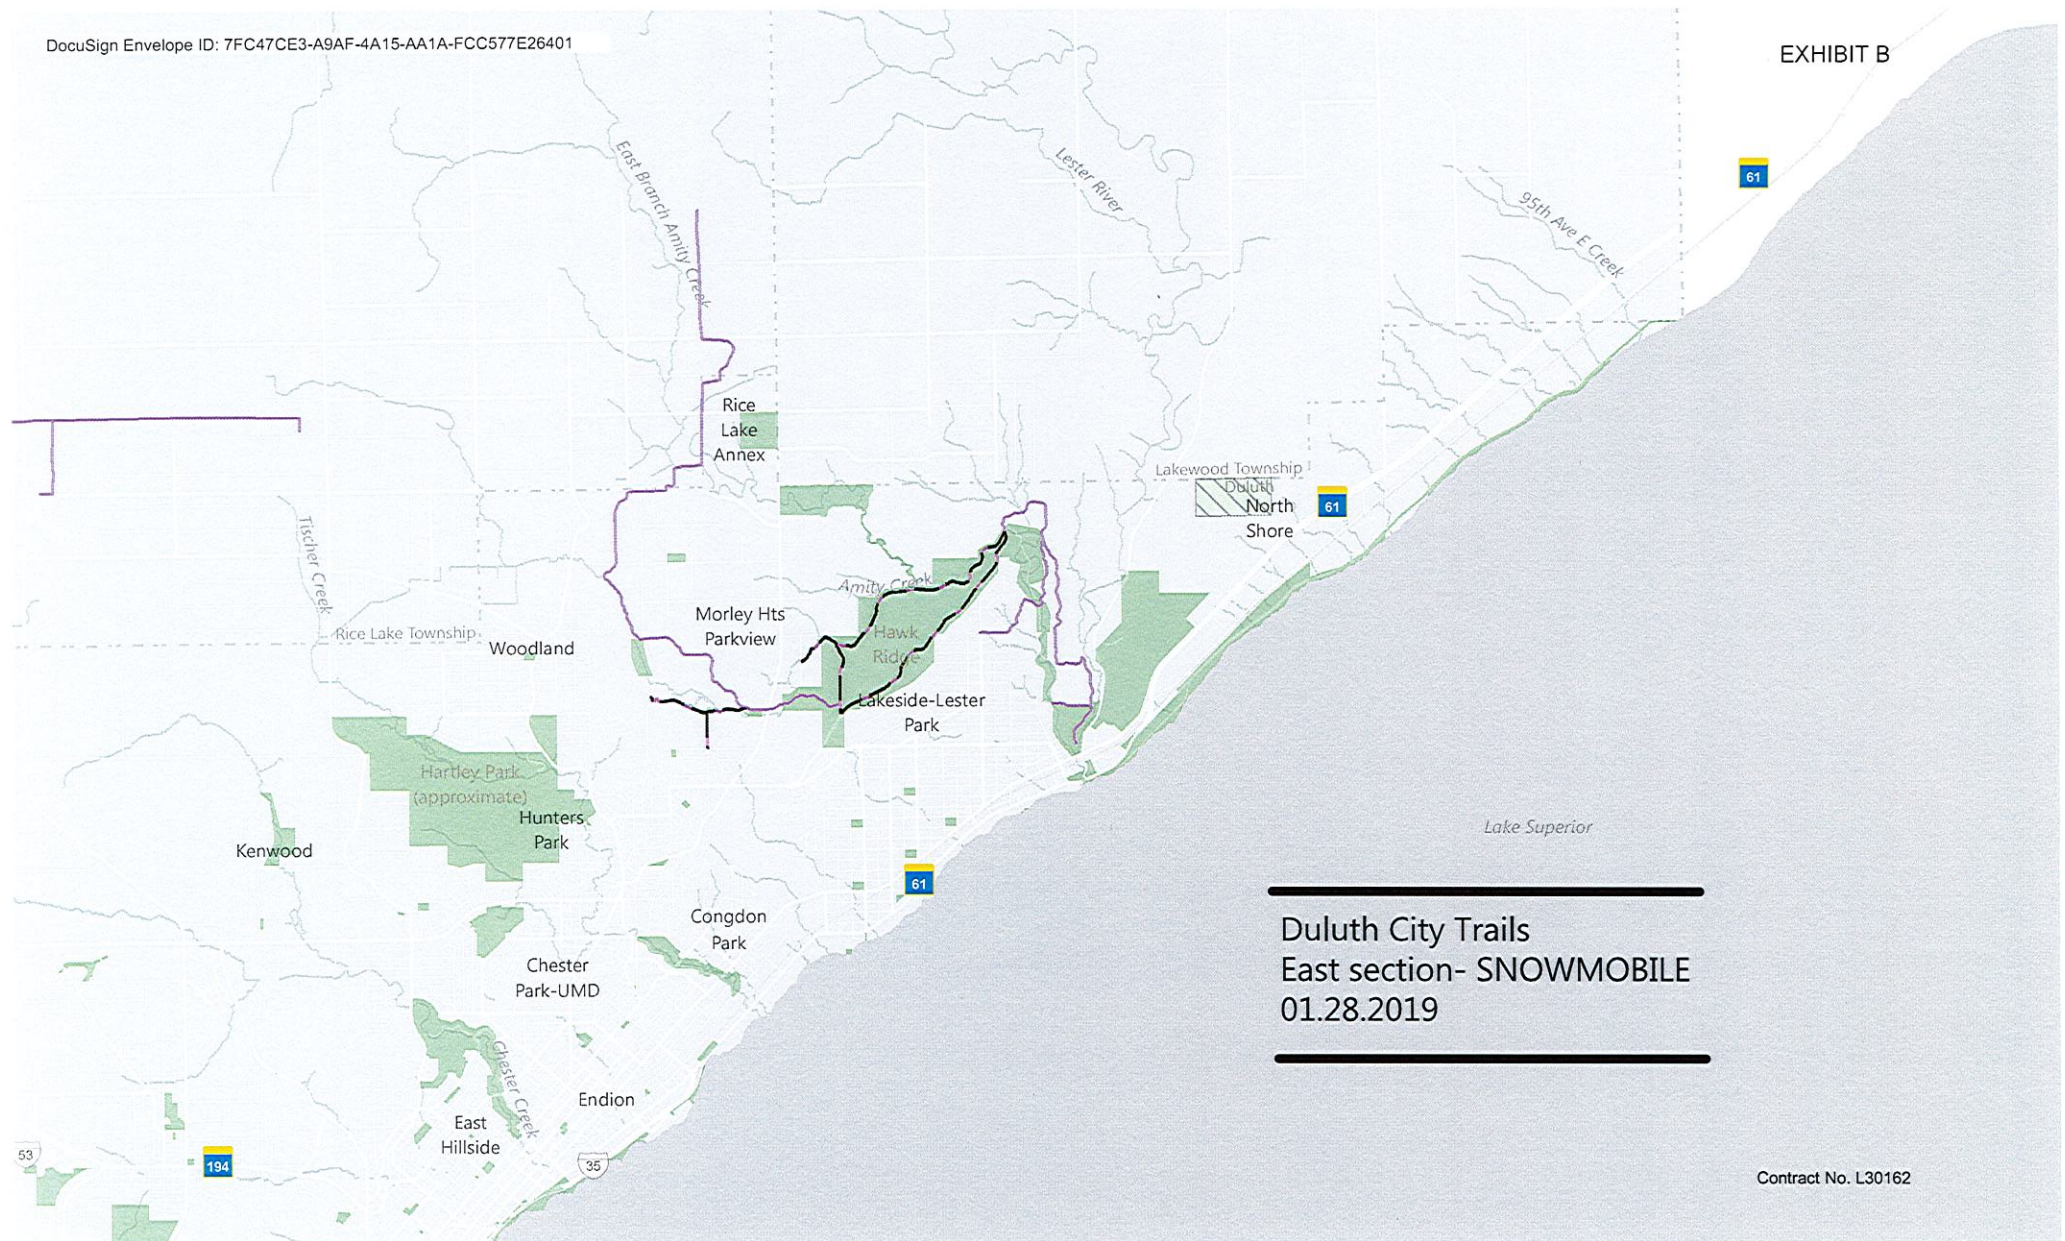 DocuSign Envelope ID: 7FC47CE3-A9AF-4A15-AA1A-FCC577E26401
EXHIBIT B
East Branch Amity Creek
Lester River
61
95th Ave E Creek
Rice
Lake
Annex
Lakewood Township
Duluth
North
Shore
61
Tischer Creek
Amity Creek
Morley Hts
Parkview
Hawk
Ridge
Rice Lake Township
Woodland
Lakeside-Lester
Park
Hartley Park
(approximate)
Hunters
Park
Kenwood
Lake Superior
61
Congdon
Park
Chester
Park-UMD
Duluth City Trails
East section- SNOWMOBILE
01.28.2019
Chester Creek
Endion
East
Hillside
53
194
35
Contract No. L30162